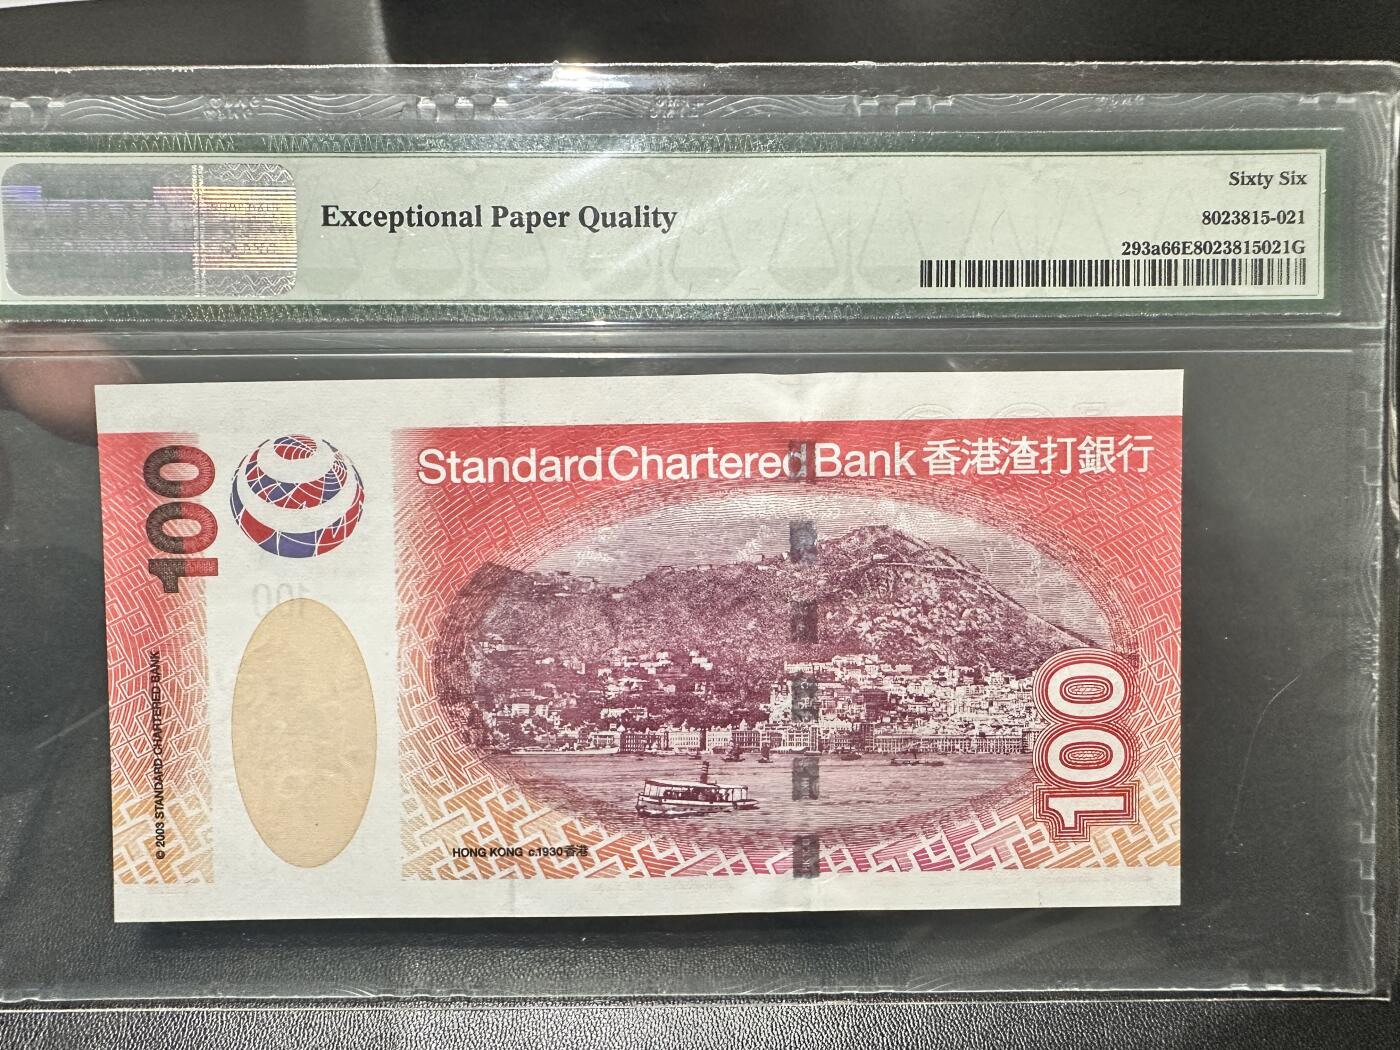 Exceptional Paper Quality
Sixty Six
8023815-021
293a66E8023815021G
Standard Chartered Bank 香港渣打銀行
100
100
© 2003 STANDARD CHARTERED BANK
100
HONG KONG c.1930 香港